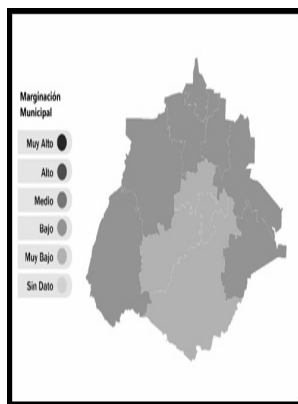 Marginación
Municipal
Muy Alto
Alto
Medio
Bajo
Muy Bajo
Sin Dato